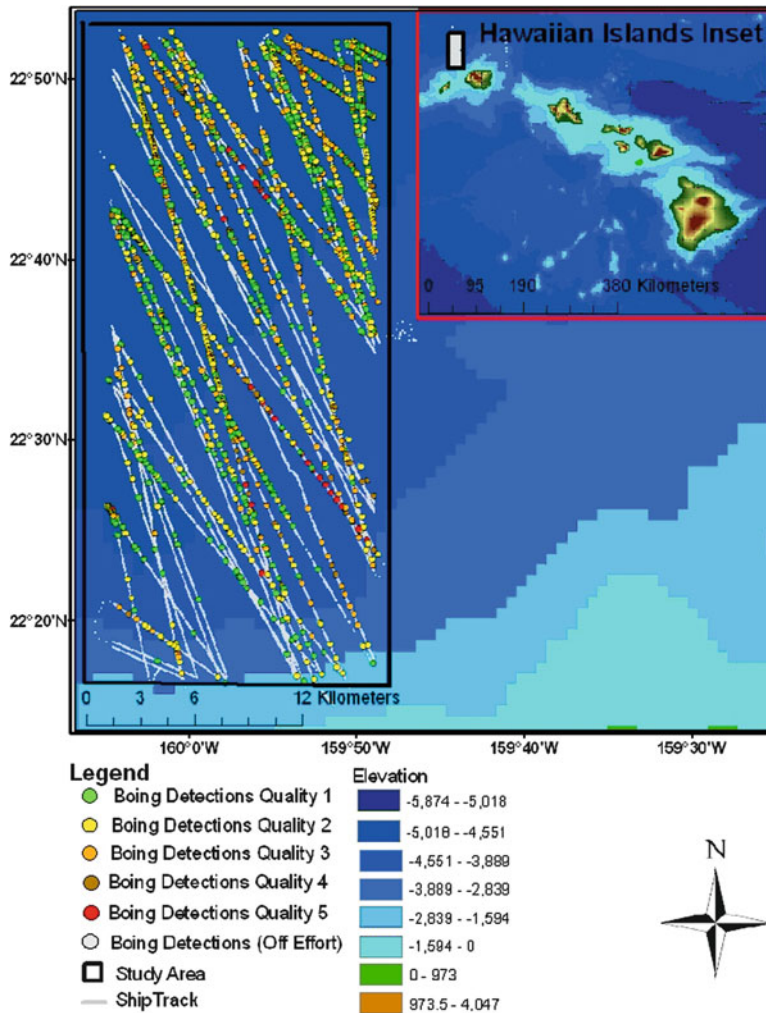 Hawaiian Islands Inset
0 95 190 380 Kilometers
22°50'N
22°40'N
22°30'N
22°20'N
0 3 6 12 Kilometers
160°0'W 159°50'W 159°40'W 159°30'W
Legend
Boing Detections Quality 1
Boing Detections Quality 2
Boing Detections Quality 3
Boing Detections Quality 4
Boing Detections Quality 5
Boing Detections (Off Effort)
Study Area
ShipTrack
Elevation
-5,874 - -5,018
-5,018 - -4,551
-4,551 - -3,889
-3,889 - -2,839
-2,839 - -1,594
-1,594 - 0
0 - 973
973.5 - 4,047
N